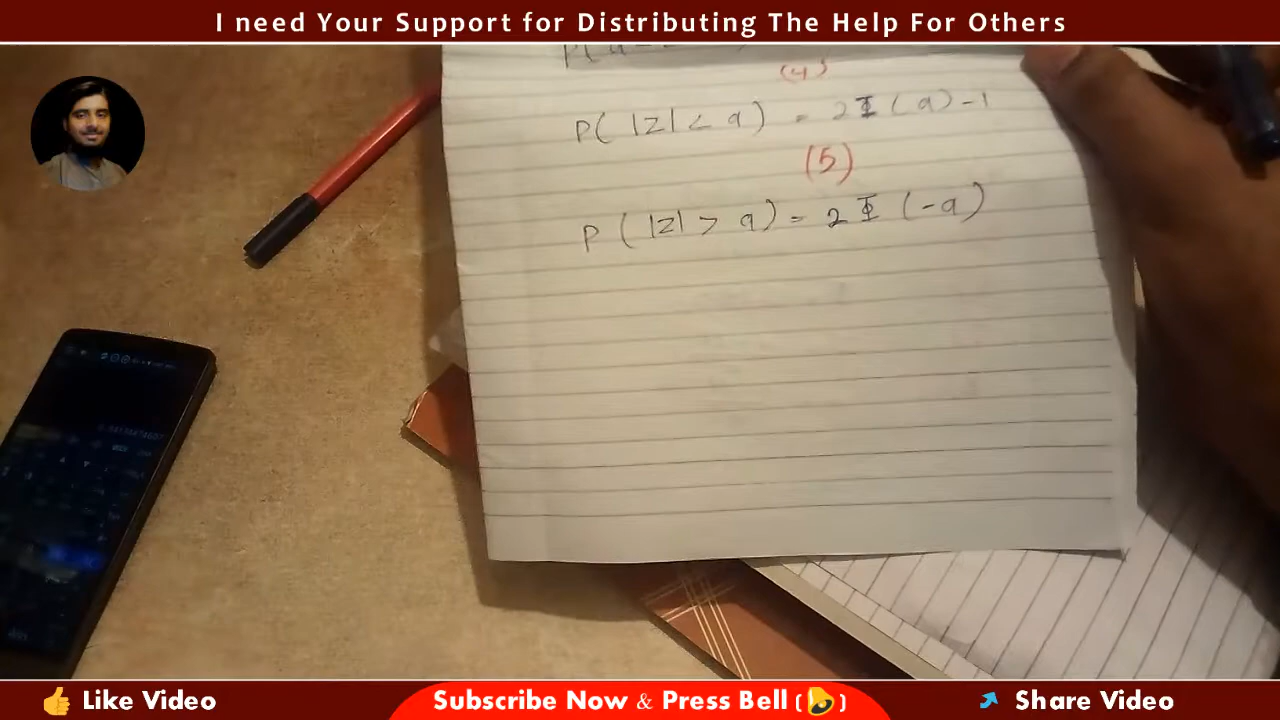 I need Your Support for Distributing The Help For Others
(4)
P( |z| < a) = 2Φ(a) -1
(5)
P ( |z| > a) = 2Φ (-a)
👍 Like Video
Subscribe Now & Press Bell (🔔)
Share Video